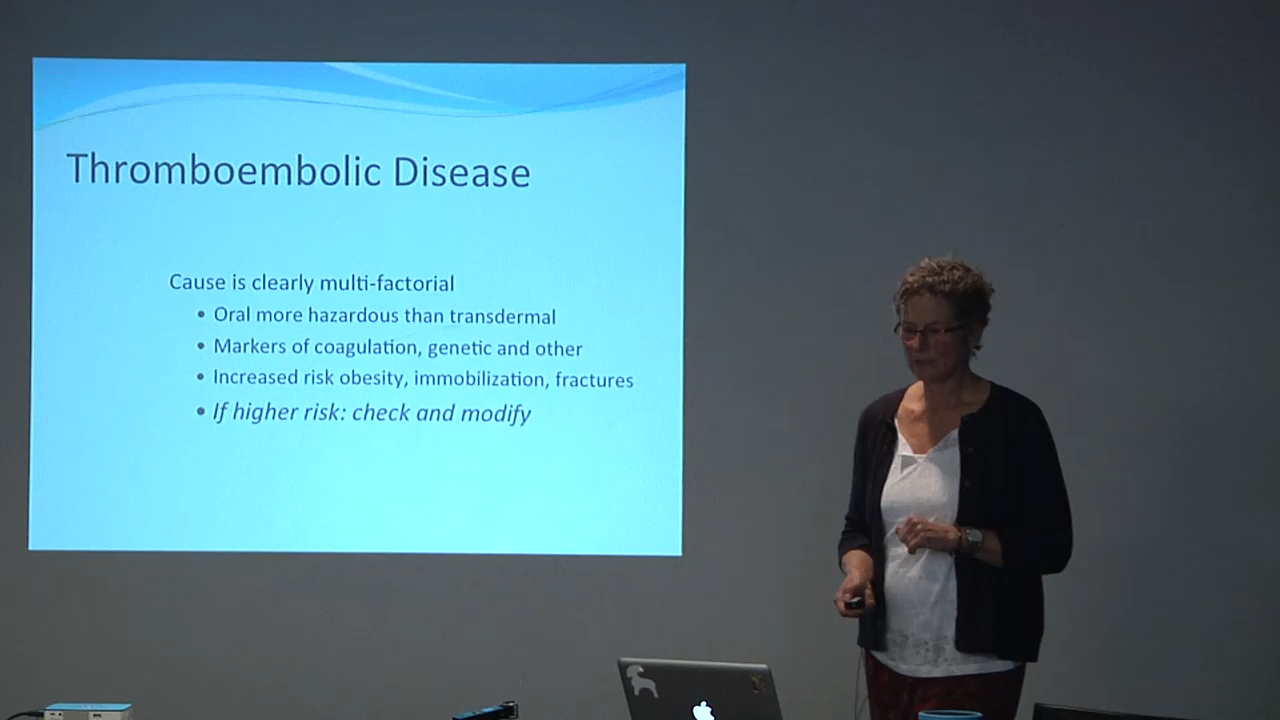 Thromboembolic Disease
Cause is clearly multi-factorial
• Oral more hazardous than transdermal
• Markers of coagulation, genetic and other
• Increased risk obesity, immobilization, fractures
• If higher risk: check and modify